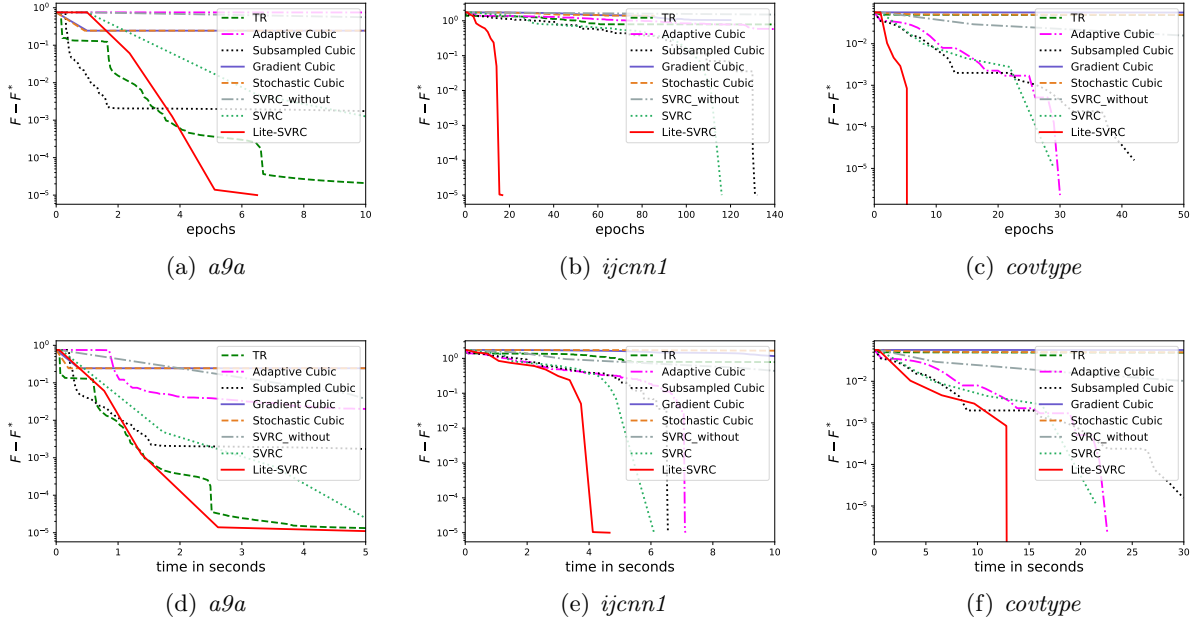 10⁰
10⁻¹
10⁻²
10⁻³
10⁻⁴
10⁻⁵
F − F*
0 2 4 6 8 10
epochs
TR
Adaptive Cubic
Subsampled Cubic
Gradient Cubic
Stochastic Cubic
SVRC_without
SVRC
Lite-SVRC
(a) a9a
10⁰
10⁻¹
10⁻²
10⁻³
10⁻⁴
10⁻⁵
F − F*
0 20 40 60 80 100 120 140
epochs
TR
Adaptive Cubic
Subsampled Cubic
Gradient Cubic
Stochastic Cubic
SVRC_without
SVRC
Lite-SVRC
(b) ijcnn1
10⁻²
10⁻³
10⁻⁴
10⁻⁵
F − F*
0 10 20 30 40 50
epochs
TR
Adaptive Cubic
Subsampled Cubic
Gradient Cubic
Stochastic Cubic
SVRC_without
SVRC
Lite-SVRC
(c) covtype
10⁰
10⁻¹
10⁻²
10⁻³
10⁻⁴
10⁻⁵
F − F*
0 1 2 3 4 5
time in seconds
TR
Adaptive Cubic
Subsampled Cubic
Gradient Cubic
Stochastic Cubic
SVRC_without
SVRC
Lite-SVRC
(d) a9a
10⁰
10⁻¹
10⁻²
10⁻³
10⁻⁴
10⁻⁵
F − F*
0 2 4 6 8 10
time in seconds
TR
Adaptive Cubic
Subsampled Cubic
Gradient Cubic
Stochastic Cubic
SVRC_without
SVRC
Lite-SVRC
(e) ijcnn1
10⁻²
10⁻³
10⁻⁴
10⁻⁵
F − F*
0 5 10 15 20 25 30
time in seconds
TR
Adaptive Cubic
Subsampled Cubic
Gradient Cubic
Stochastic Cubic
SVRC_without
SVRC
Lite-SVRC
(f) covtype